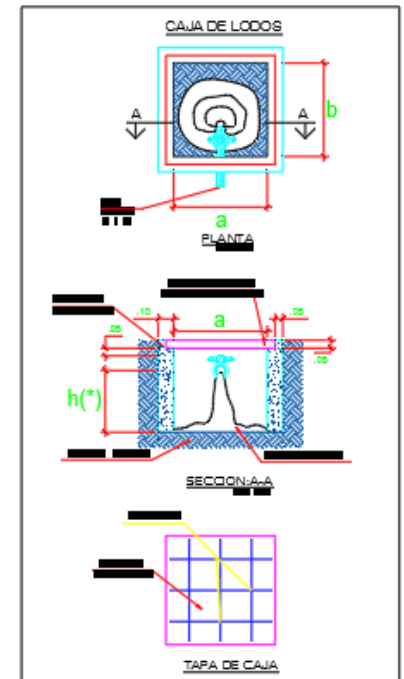 CAJA DE LODOS
A
A
b
a
PLANTA
.10
a
.05
.05
.05
h(*)
SECCION:A-A
TAPA DE CAJA